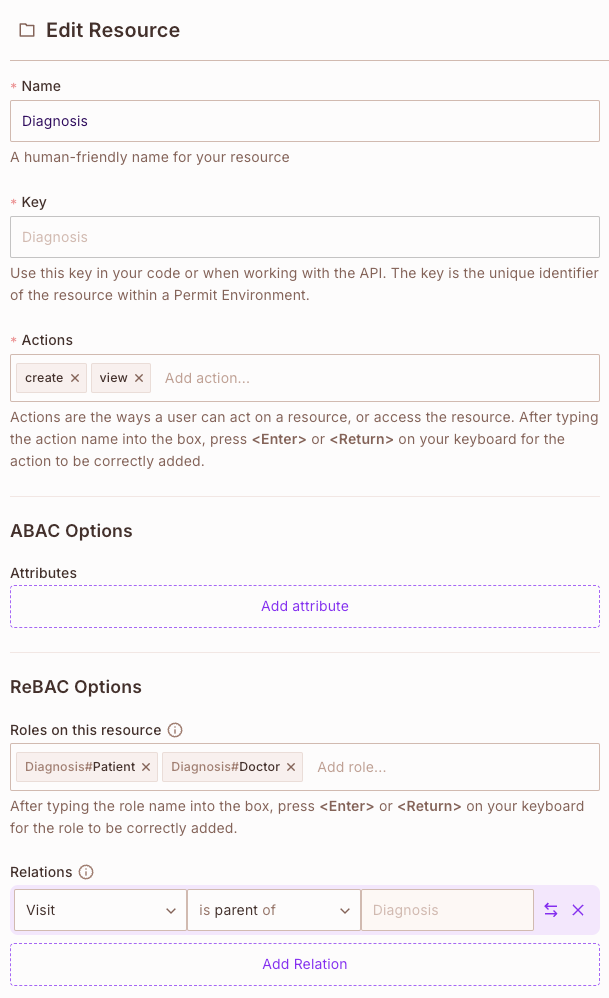 Edit Resource
* Name
Diagnosis
A human-friendly name for your resource
* Key
Diagnosis
Use this key in your code or when working with the API. The key is the unique identifier
of the resource within a Permit Environment.
* Actions
create × view × Add action...
Actions are the ways a user can act on a resource, or access the resource. After typing
the action name into the box, press <Enter> or <Return> on your keyboard for the
action to be correctly added.
ABAC Options
Attributes
Add attribute
ReBAC Options
Roles on this resource
Diagnosis#Patient × Diagnosis#Doctor × Add role...
After typing the role name into the box, press <Enter> or <Return> on your keyboard
for the role to be correctly added.
Relations
Visit is parent of Diagnosis
Add Relation